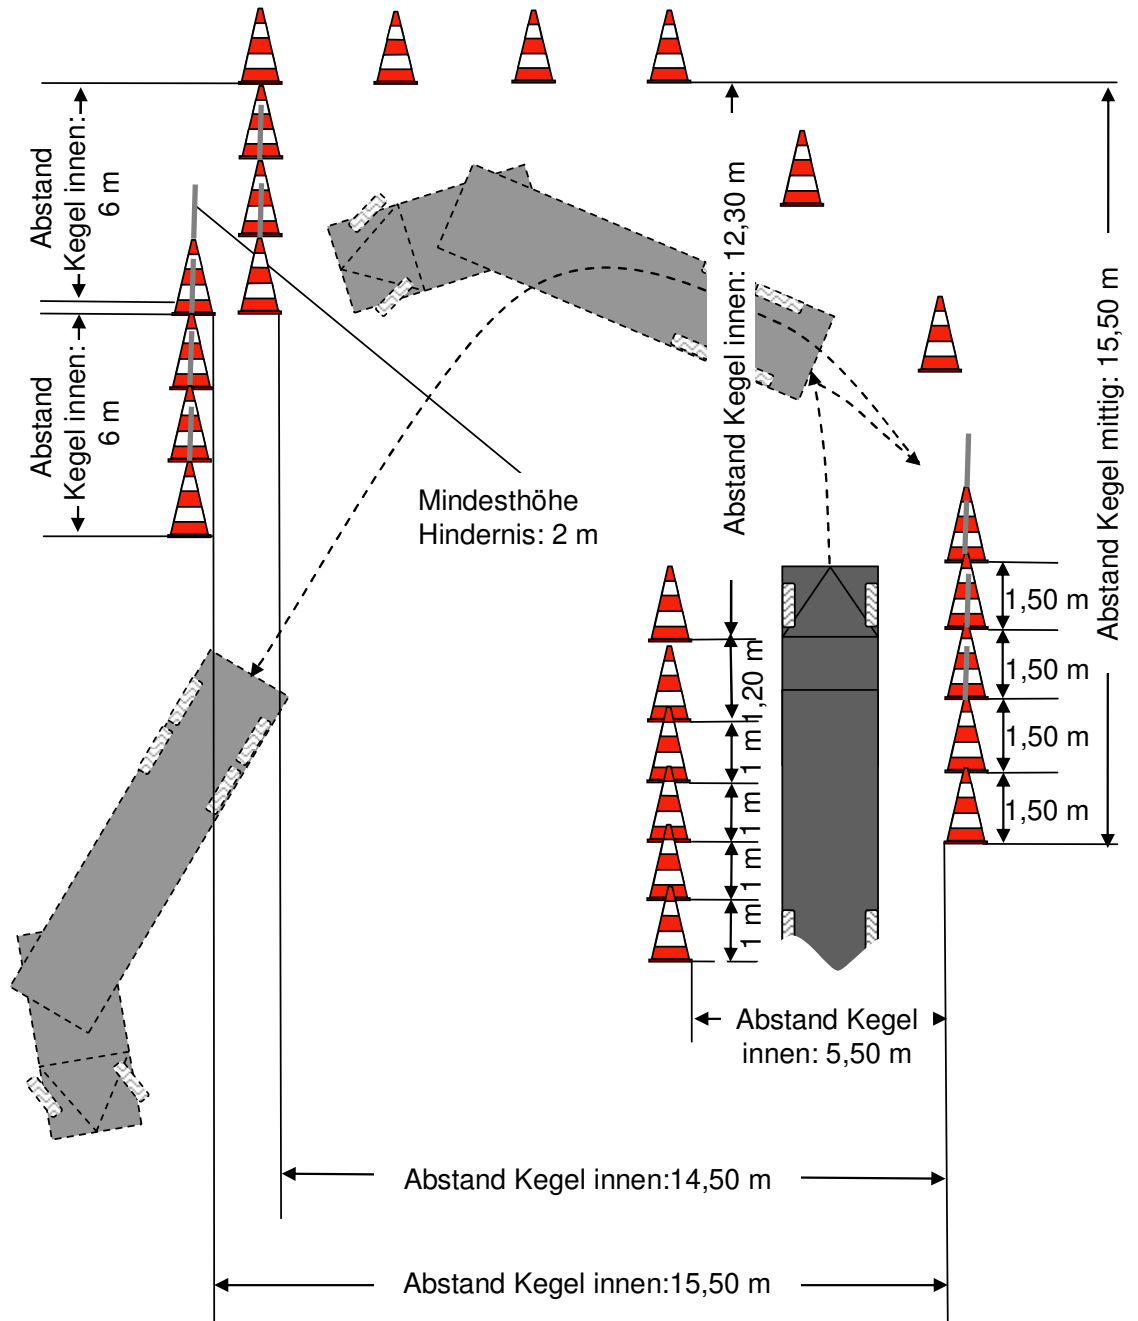 Abstand
Kegel innen:
6 m
Abstand
Kegel innen:
6 m
Abstand Kegel innen: 12,30 m
Abstand Kegel mittig: 15,50 m
Mindesthöhe
Hindernis: 2 m
1,20 m
1 m
1 m
1 m
1 m
1,50 m
1,50 m
1,50 m
1,50 m
Abstand Kegel
innen: 5,50 m
Abstand Kegel innen:14,50 m
Abstand Kegel innen:15,50 m